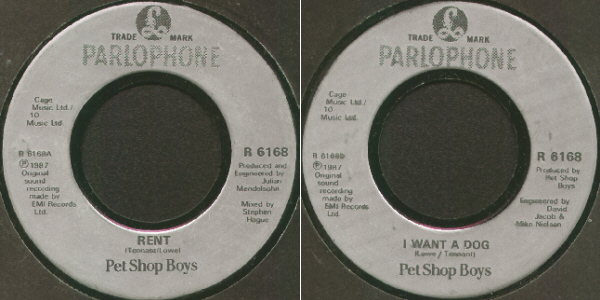 TRADE MARK
PARLOPHONE
Cage
Music Ltd./
10
Music Ltd.
R 6168A
Ⓟ 1987
Original
sound
recording
made by
EMI Records
Ltd.
R 6168
Produced and
Engineered by
Julian
Mendelsohn
Mixed by
Stephen
Hague
RENT
(Tennant/Lowe)
Pet Shop Boys
TRADE MARK
PARLOPHONE
Cage
Music Ltd./
10
Music Ltd.
Ⓟ 1987
Original
sound
recording
made by
EMI Records
Ltd.
R 6168
Produced by
Pet Shop
Boys
Engineered by
David
Jacob &
Mike Nielsen
I WANT A DOG
(Lowe / Tennant)
Pet Shop Boys